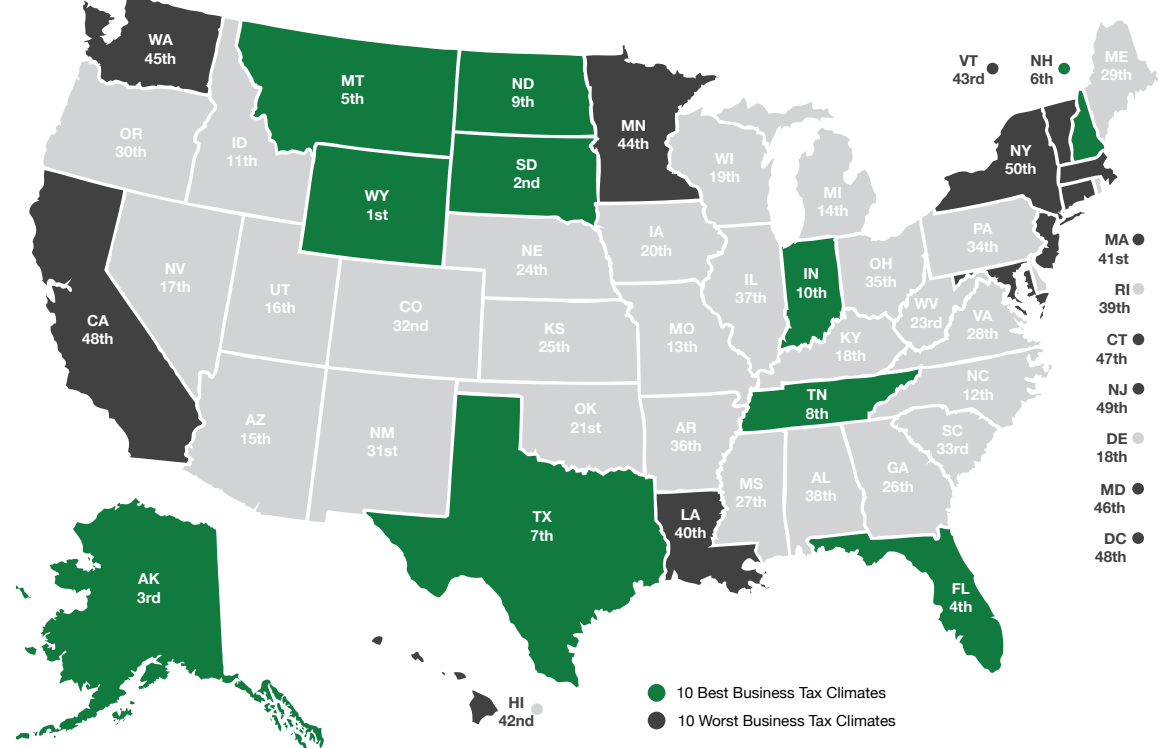 WA
45th
MT
5th
ND
9th
MN
44th
VT
43rd
NH
6th
ME
29th
OR
30th
ID
11th
WY
1st
SD
2nd
WI
19th
MI
14th
NY
50th
NV
17th
UT
16th
CO
32nd
NE
24th
IA
20th
IL
37th
IN
10th
OH
35th
PA
34th
MA
41st
RI
39th
CA
48th
KS
25th
MO
13th
KY
18th
WV
23rd
VA
28th
CT
47th
NJ
49th
AZ
15th
NM
31st
OK
21st
AR
36th
TN
8th
NC
12th
SC
33rd
DE
18th
MD
46th
DC
48th
TX
7th
LA
40th
MS
27th
AL
38th
GA
26th
FL
4th
AK
3rd
HI
42nd
10 Best Business Tax Climates
10 Worst Business Tax Climates